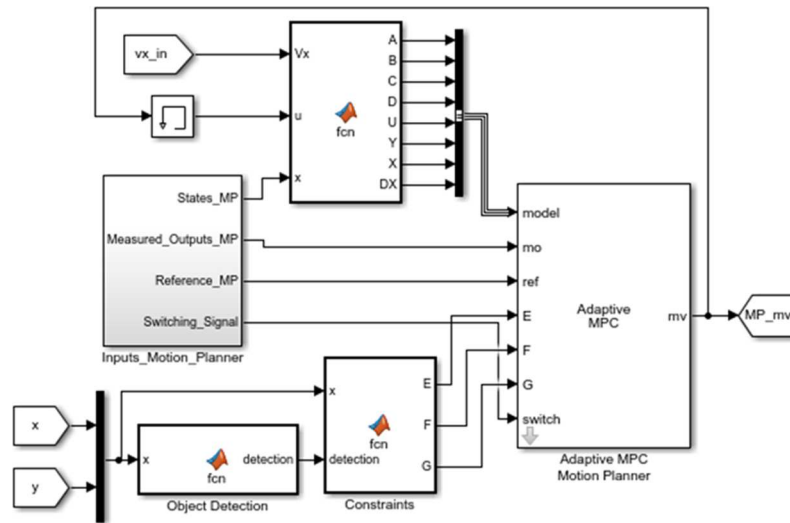 vx_in
Vx
u
x
fcn
A
B
C
D
U
Y
X
DX
States_MP
Measured_Outputs_MP
Reference_MP
Switching_Signal
Inputs_Motion_Planner
model
mo
ref
E
F
G
switch
Adaptive
MPC
mv
Adaptive MPC
Motion Planner
MP_mv
x
y
x
fcn
detection
Object Detection
x
detection
fcn
E
F
G
Constraints